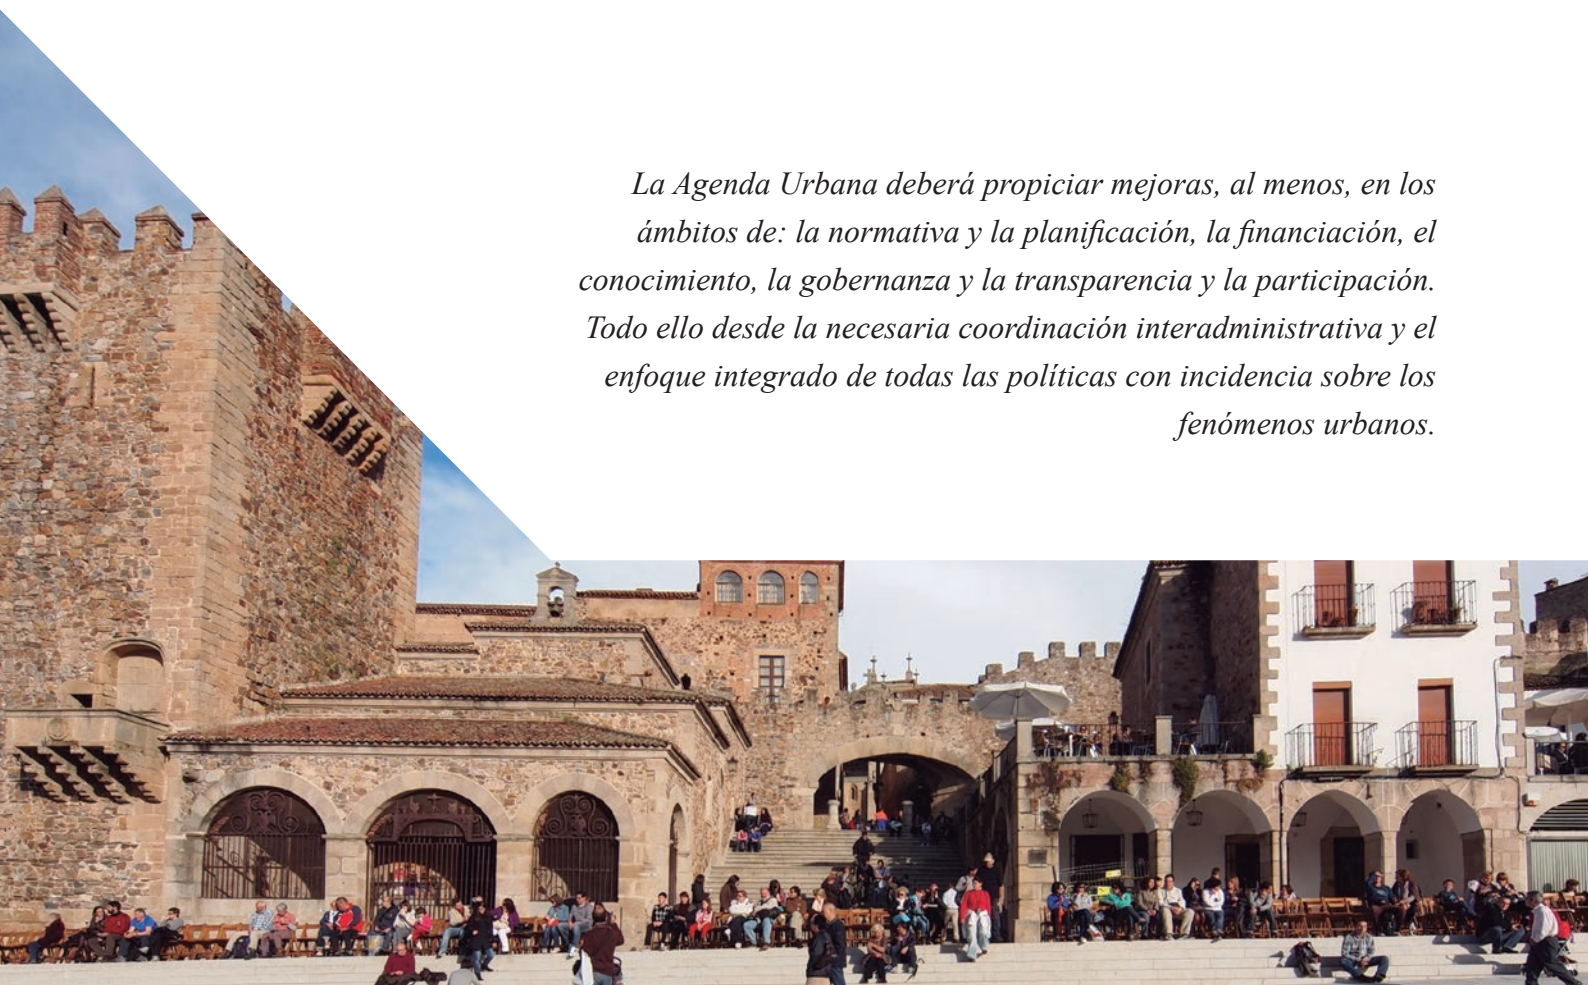 La Agenda Urbana deberá propiciar mejoras, al menos, en los
ámbitos de: la normativa y la planificación, la financiación, el
conocimiento, la gobernanza y la transparencia y la participación.
Todo ello desde la necesaria coordinación interadministrativa y el
enfoque integrado de todas las políticas con incidencia sobre los
fenómenos urbanos.